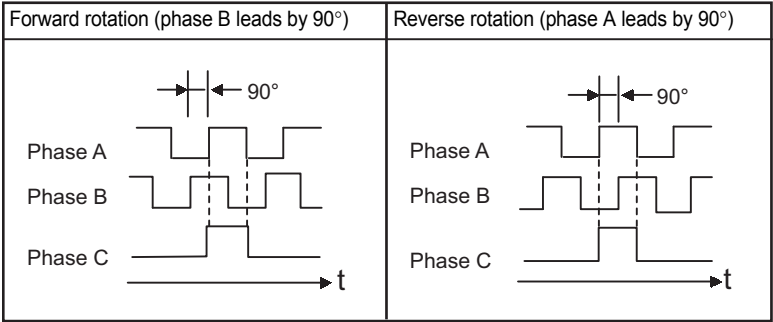 Forward rotation (phase B leads by 90°)
90°
Phase A
Phase B
Phase C
t
Reverse rotation (phase A leads by 90°)
90°
Phase A
Phase B
Phase C
t